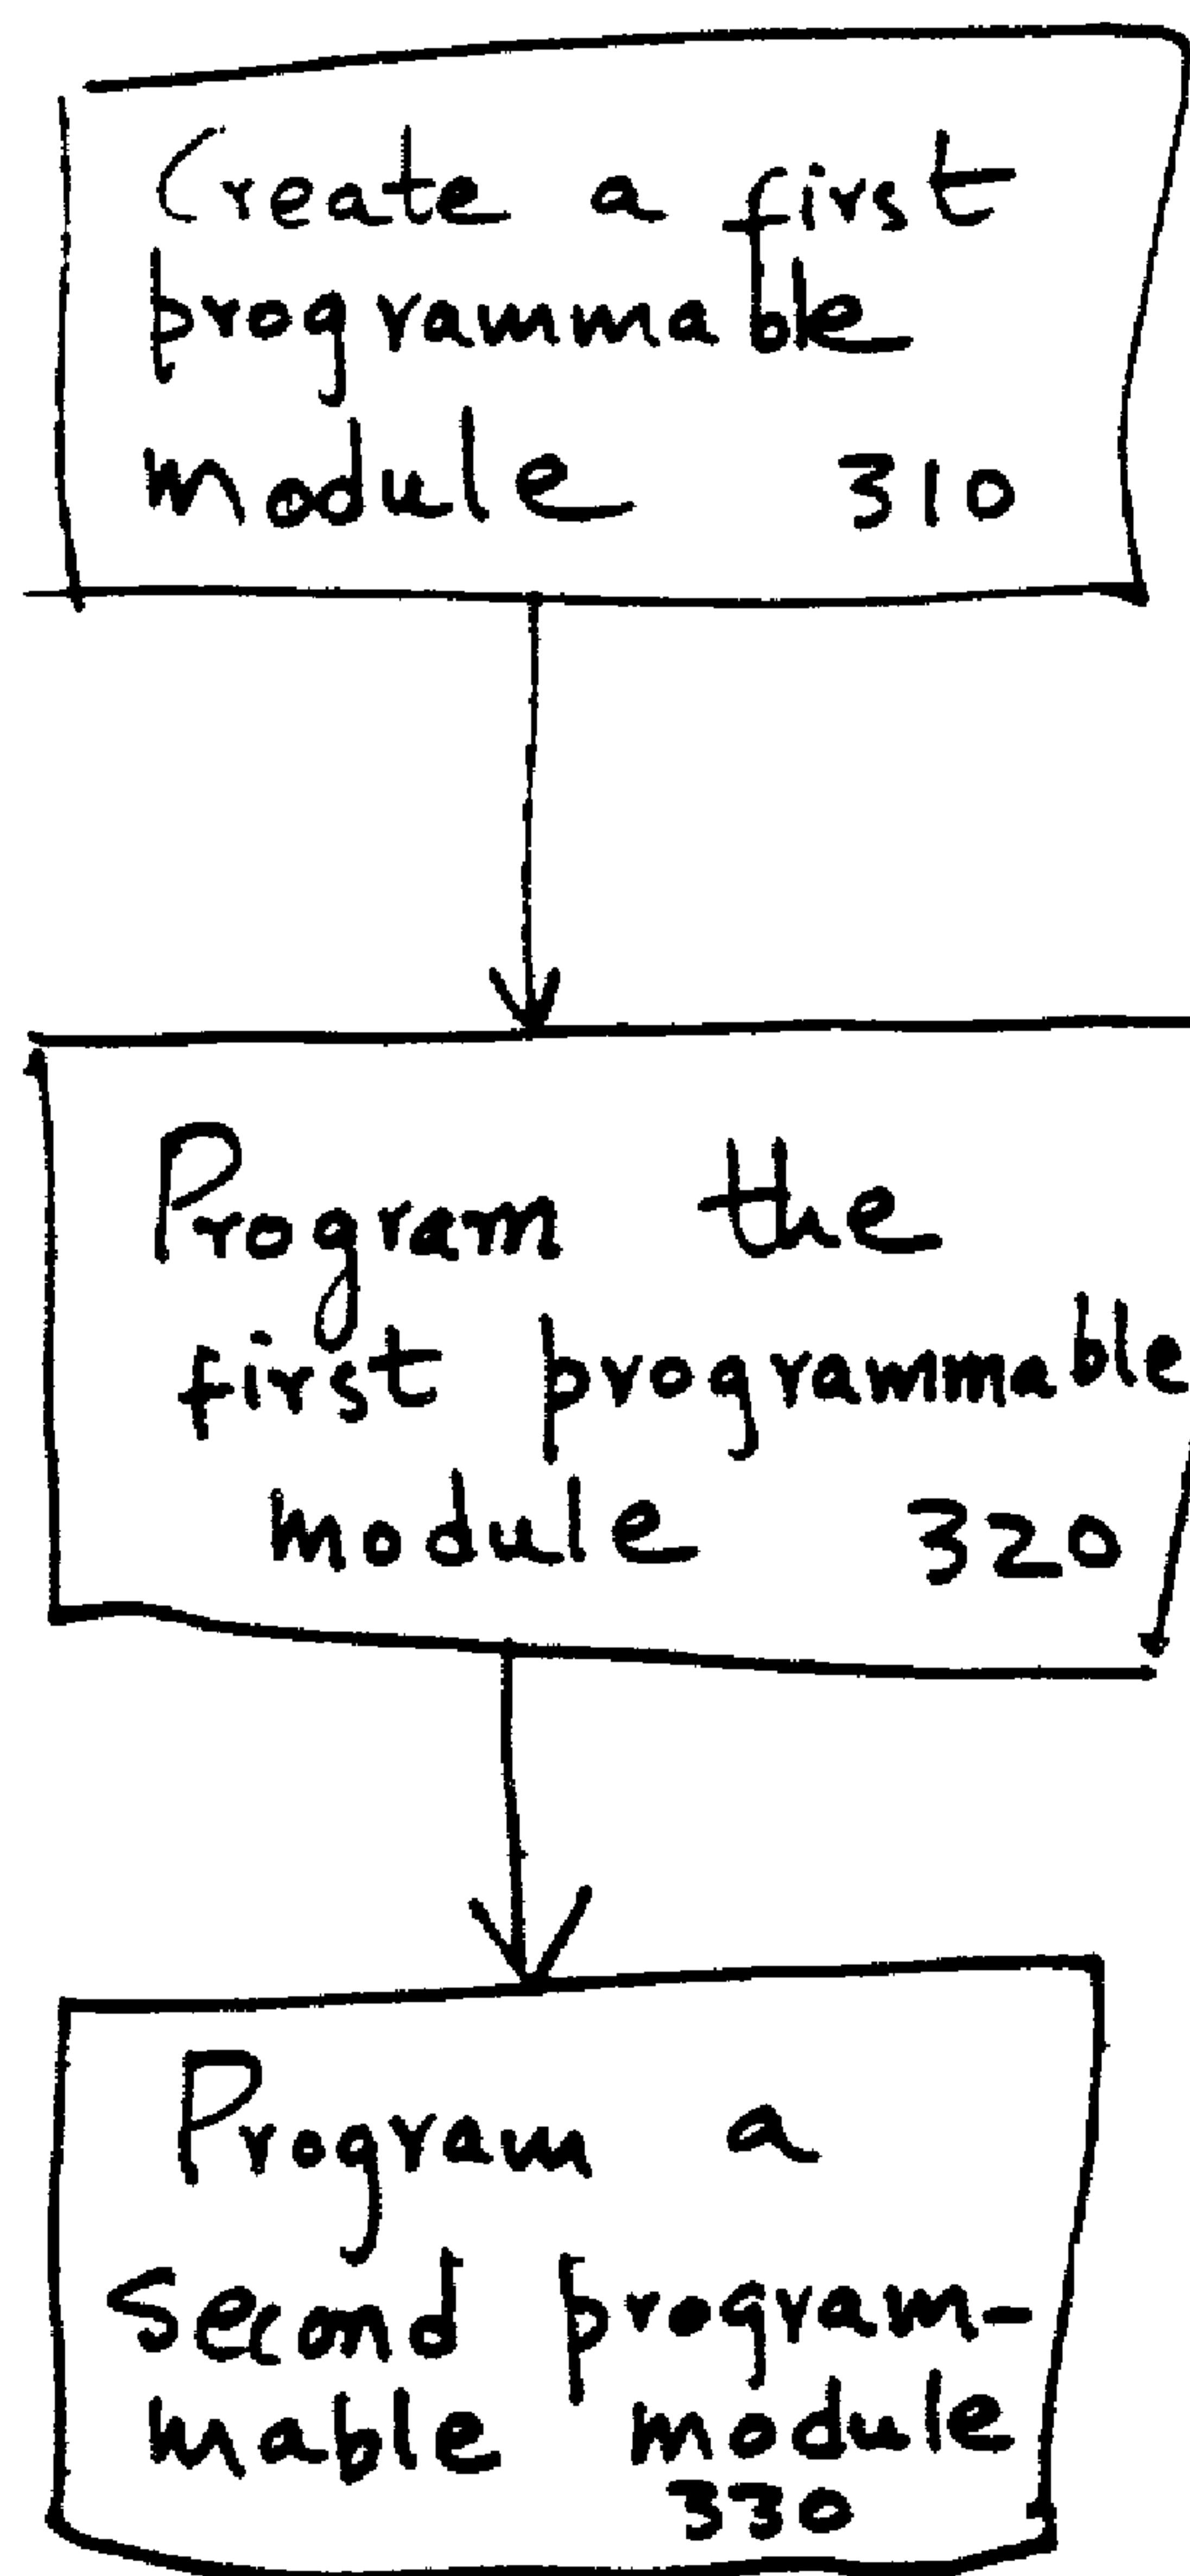 Create a first
programmable
module 310
Program the
first programmable
module 320
Program a
second program-
mable module
330